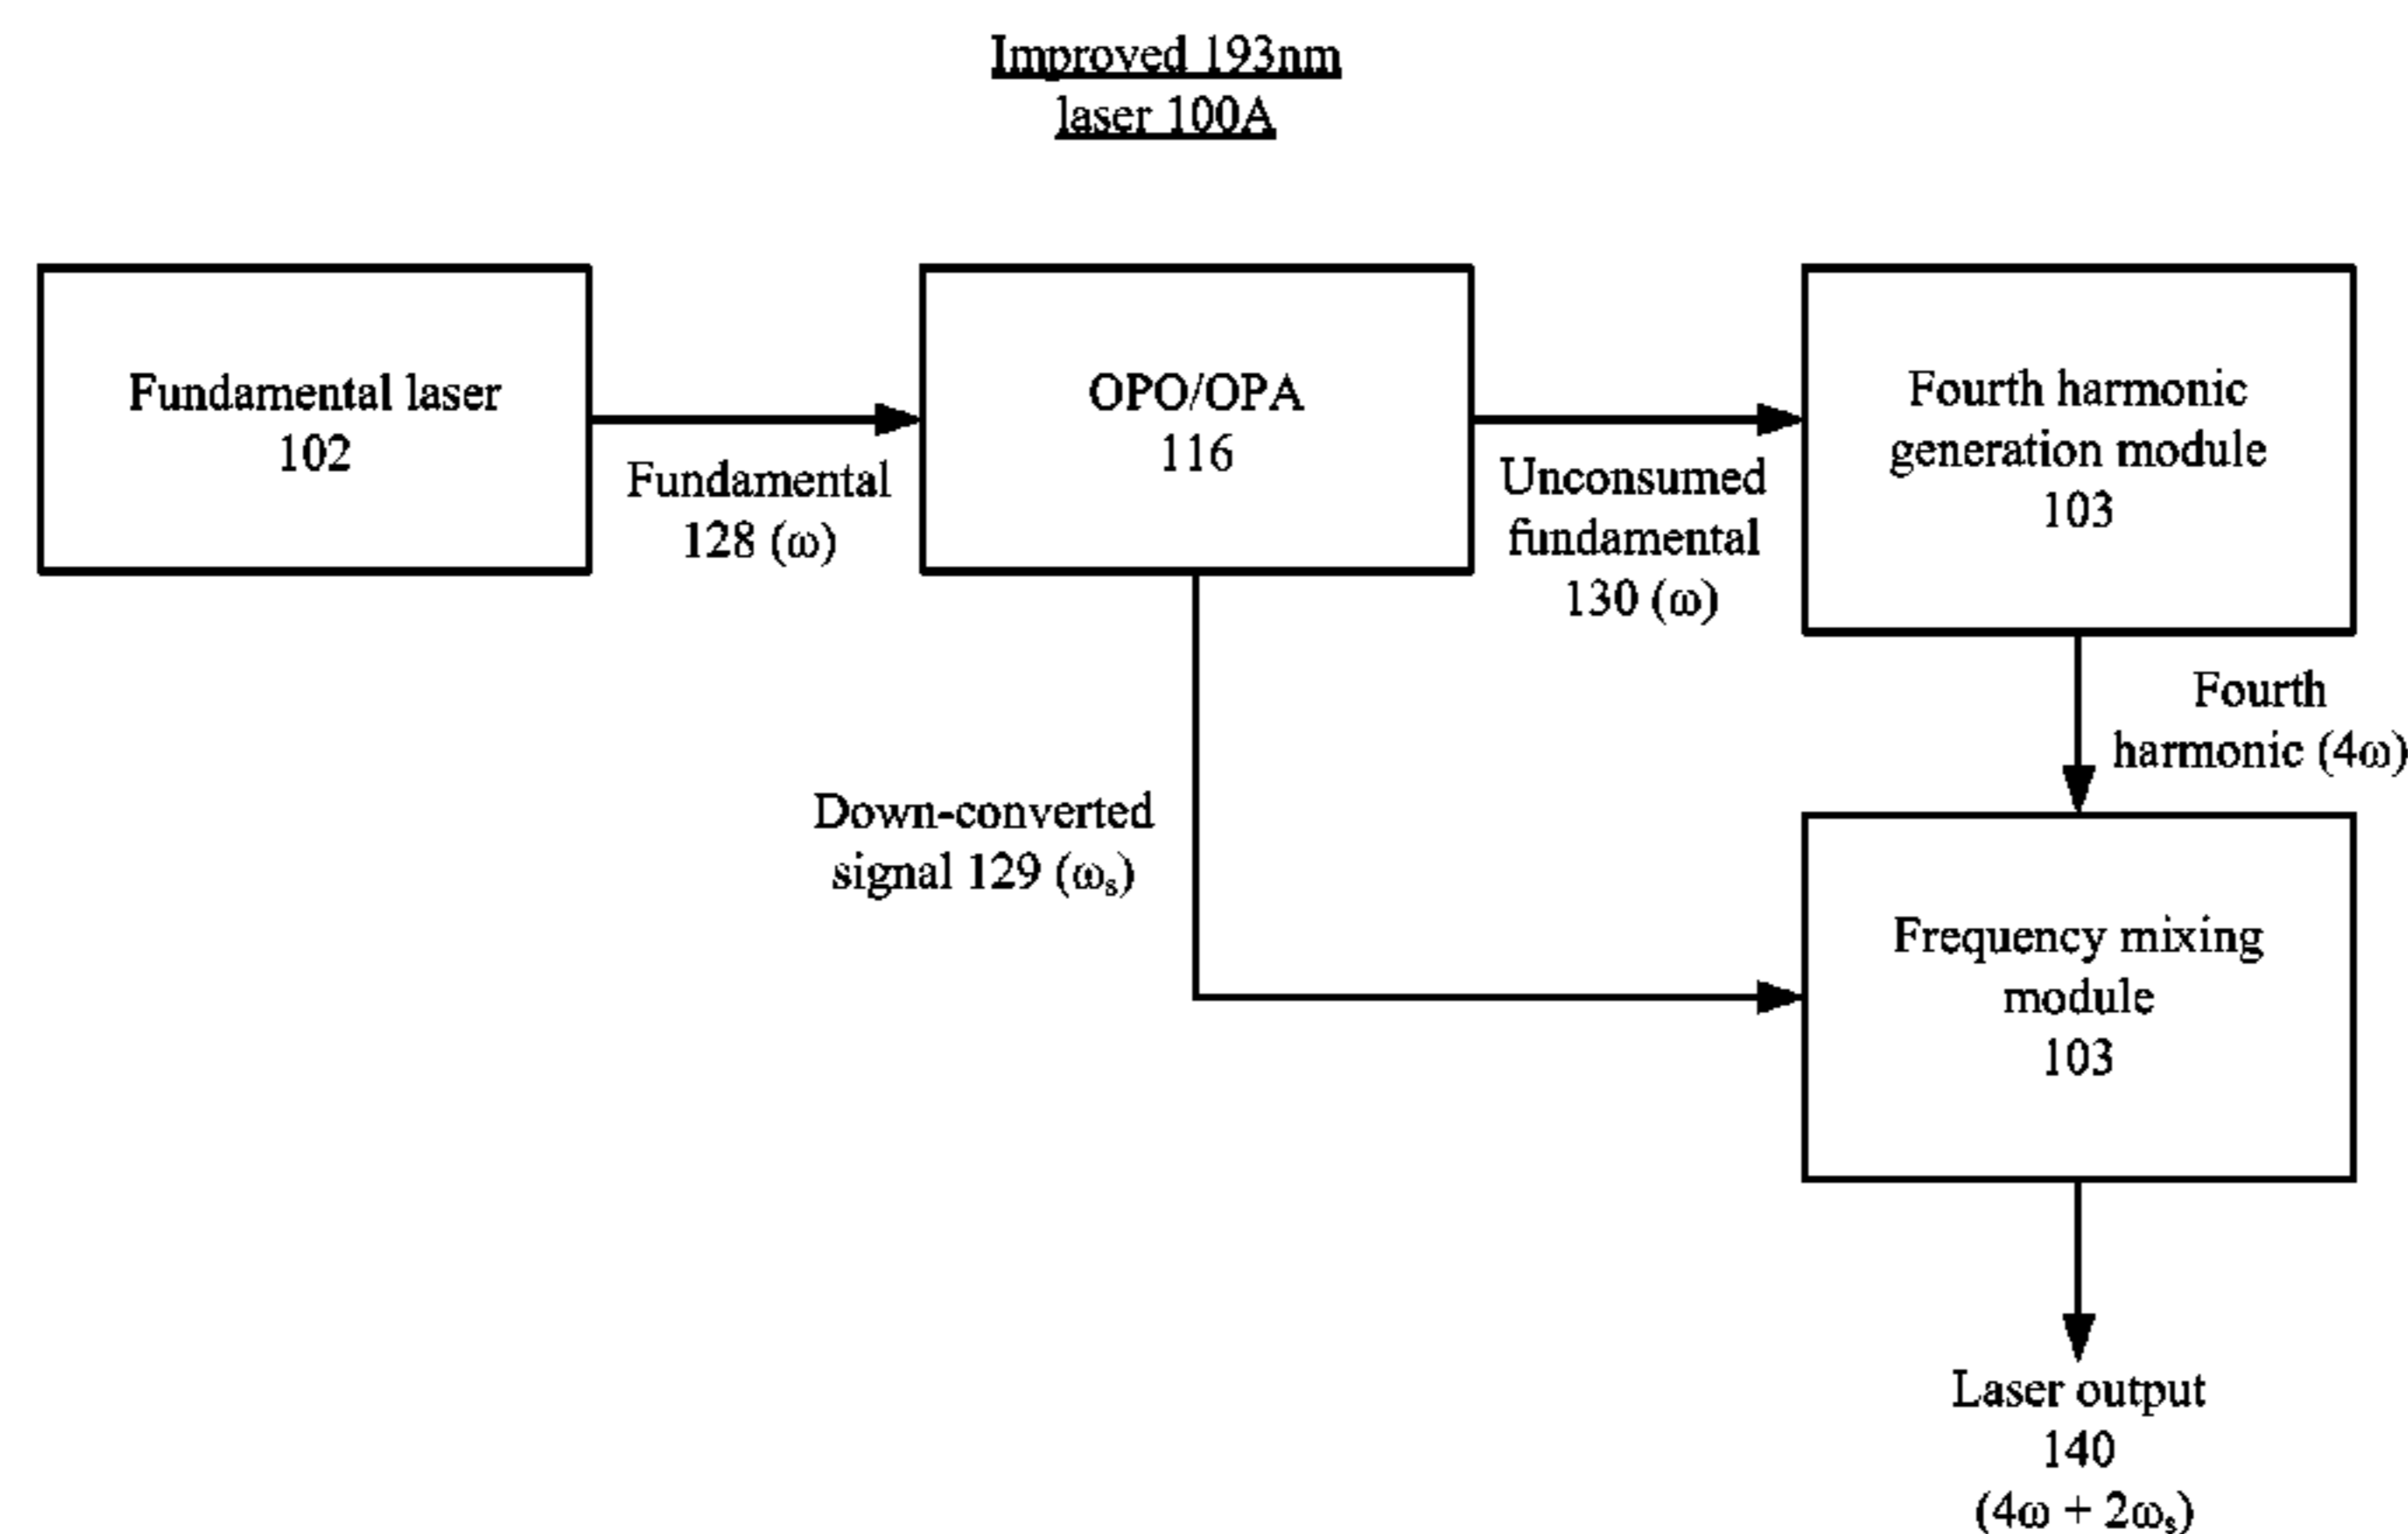 Improved 193nm
laser 100A
Fundamental laser
102
Fundamental
128 (ω)
OPO/OPA
116
Unconsumed
fundamental
130 (ω)
Fourth harmonic
generation module
103
Fourth
harmonic (4ω)
Down-converted
signal 129 (ωₛ)
Frequency mixing
module
103
Laser output
140
(4ω + 2ωₛ)